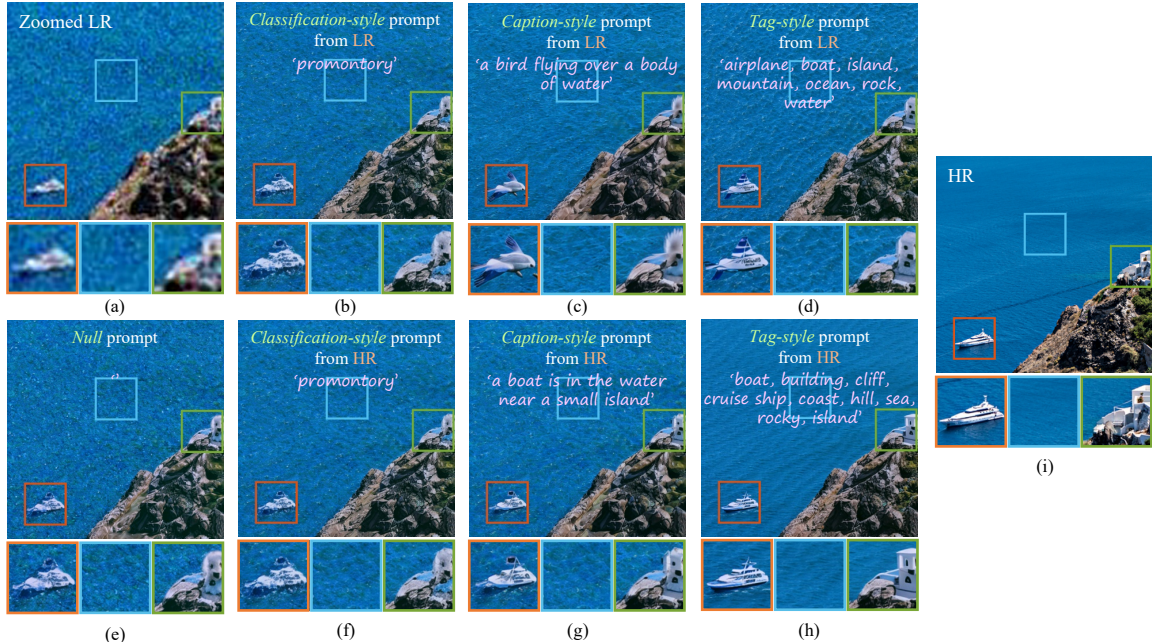 Zoomed LR
Classification-style prompt
from LR
‘promontory’
Caption-style prompt
from LR
‘a bird flying over a body
of water’
Tag-style prompt
from LR
‘airplane, boat, island,
mountain, ocean, rock,
water’
(a)
(b)
(c)
(d)
Null prompt
‘’
Classification-style prompt
from HR
‘promontory’
Caption-style prompt
from HR
‘a boat is in the water
near a small island’
Tag-style prompt
from HR
‘boat, building, cliff,
cruise ship, coast, hill, sea,
rocky, island’
(e)
(f)
(g)
(h)
HR
(i)